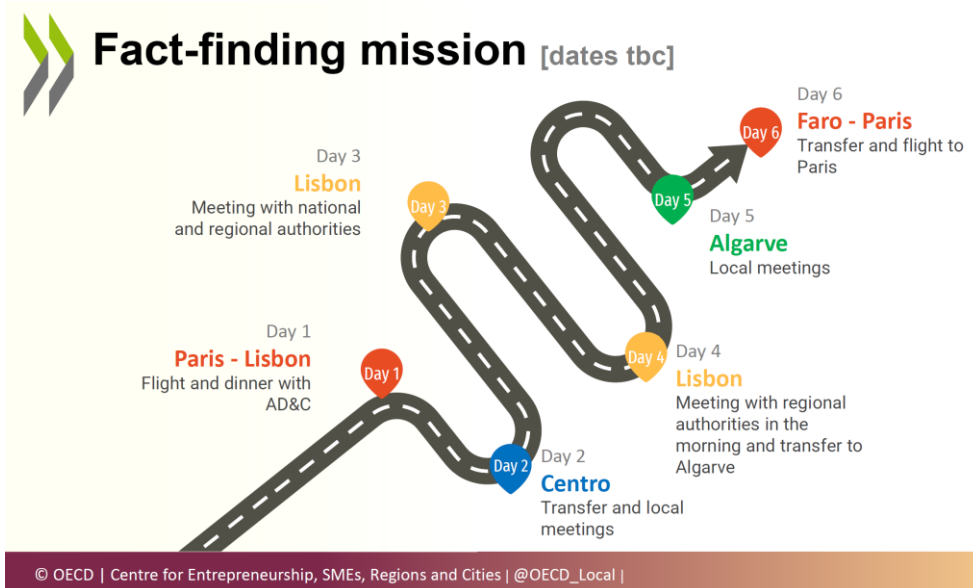 Fact-finding mission [dates tbc]
Day 6
Faro - Paris
Transfer and flight to
Paris
Day 6
Day 3
Lisbon
Meeting with national
and regional authorities
Day 3
Day 5
Day 5
Algarve
Local meetings
Day 1
Paris - Lisbon
Flight and dinner with
AD&C
Day 1
Day 4
Day 4
Lisbon
Meeting with regional
authorities in the
morning and transfer to
Algarve
Day 2
Day 2
Centro
Transfer and local
meetings
© OECD | Centre for Entrepreneurship, SMEs, Regions and Cities | @OECD_Local |